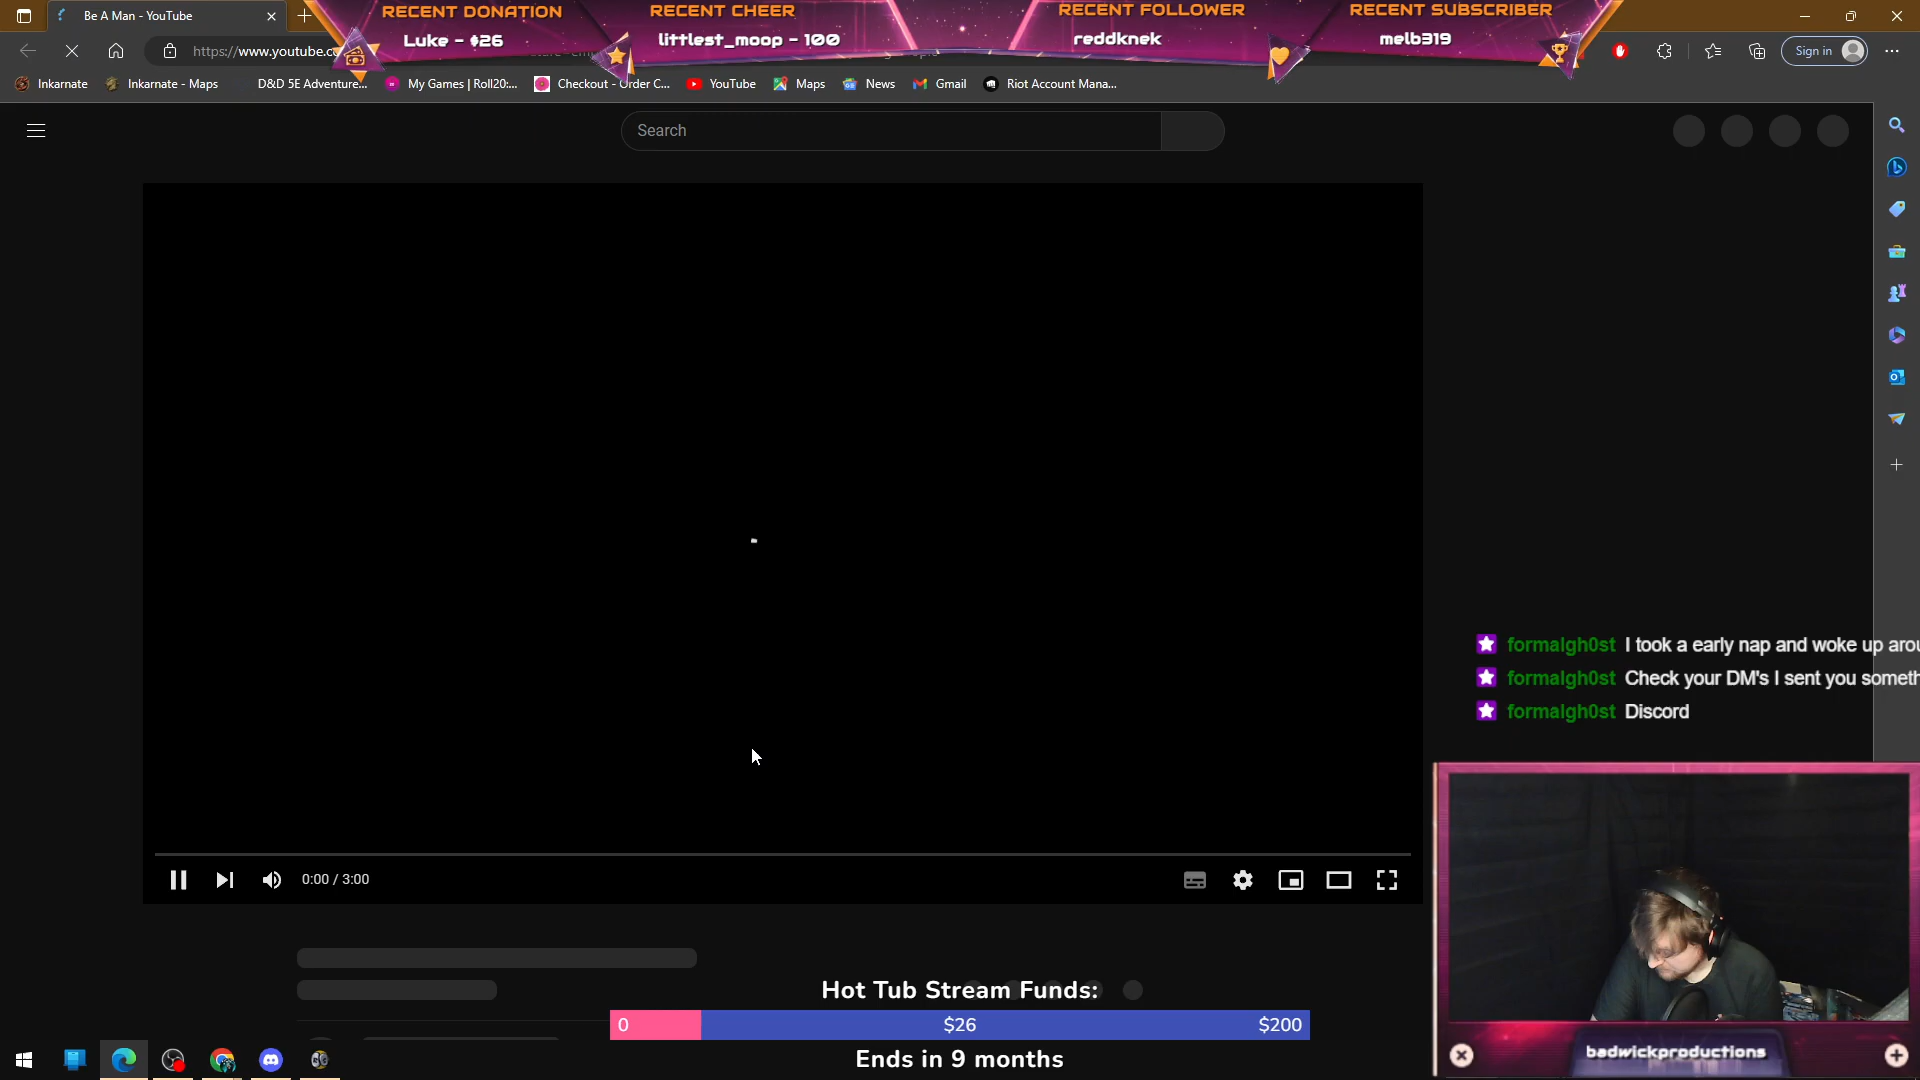 Be A Man - YouTube
RECENT DONATION
Luke - $26
RECENT CHEER
littlest_moop - 100
RECENT FOLLOWER
reddknek
RECENT SUBSCRIBER
melb319
https://www.youtube.co
Sign in
Inkarnate
Inkarnate - Maps
D&D 5E Adventure...
My Games | Roll20:...
Checkout - Order C...
YouTube
Maps
News
Gmail
Riot Account Mana...
Search
formalgh0st I took a early nap and woke up arou
formalgh0st Check your DM's I sent you someth
formalgh0st Discord
0:00 / 3:00
Hot Tub Stream Funds:
0 $26 $200
Ends in 9 months
badwickproductions